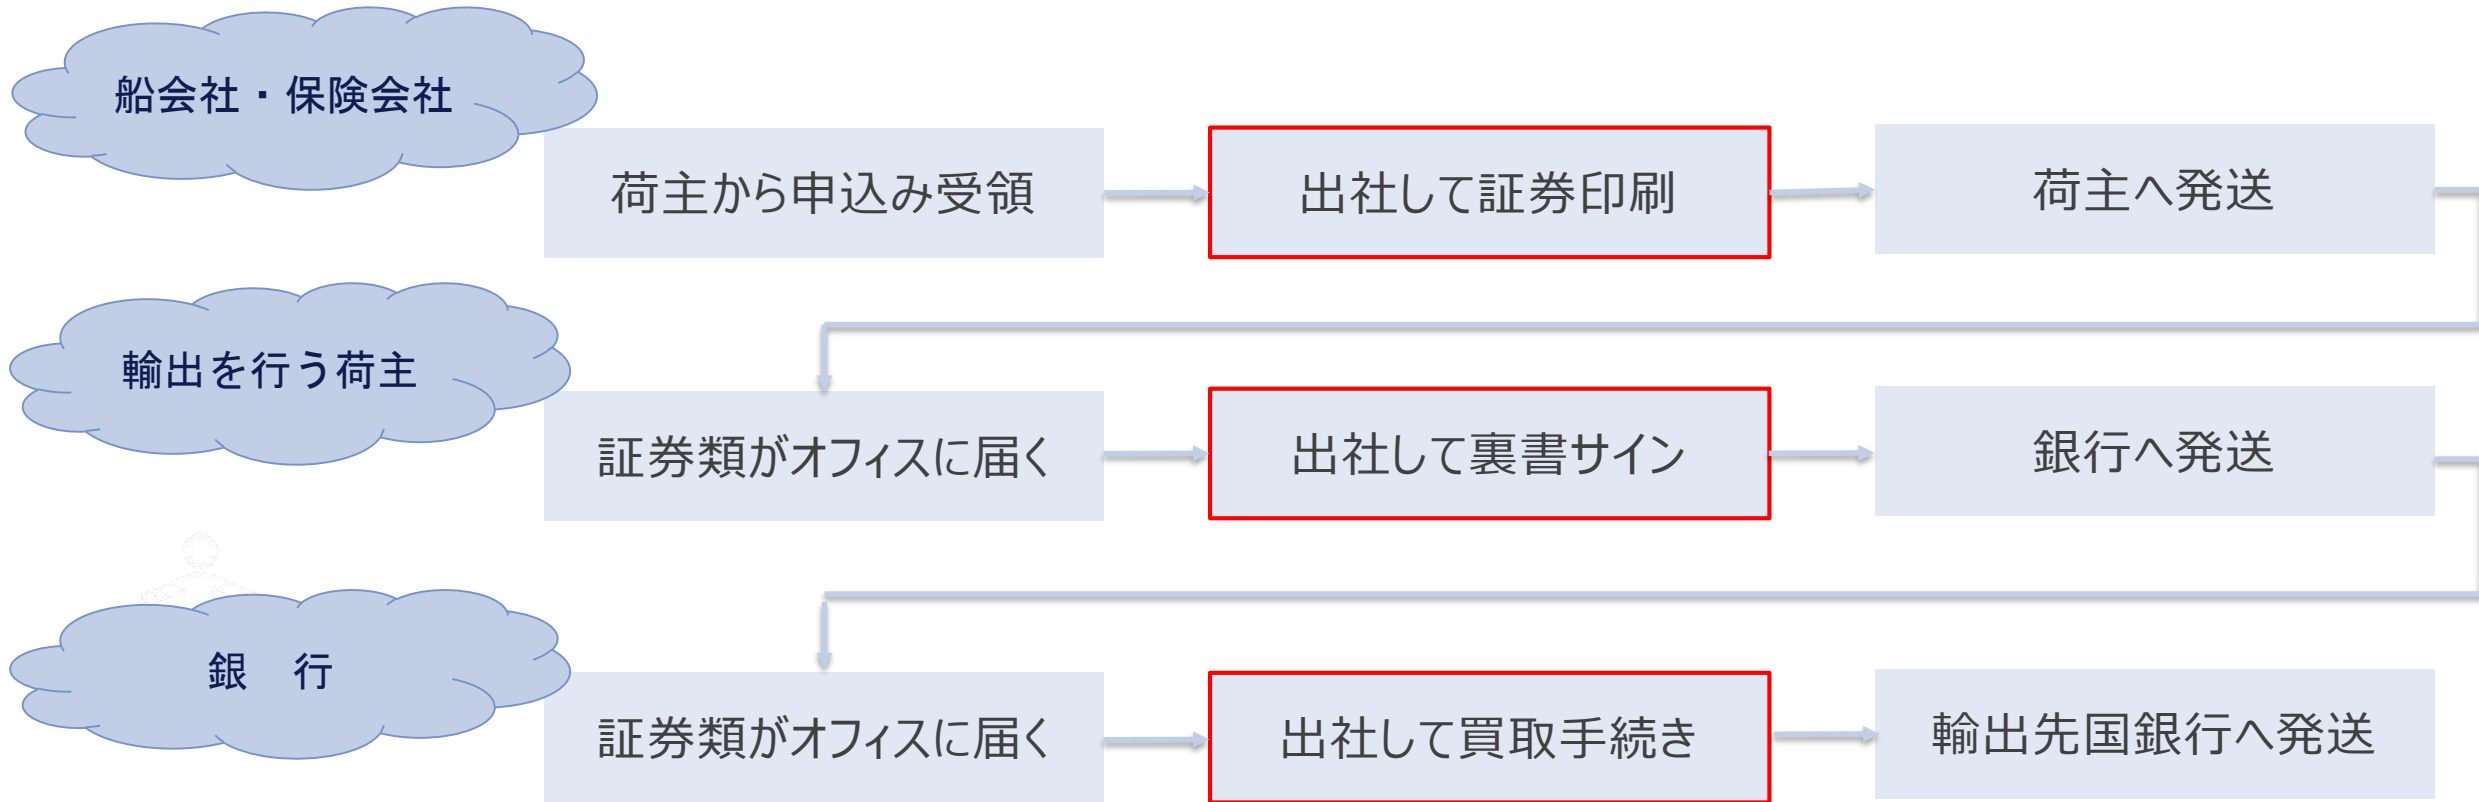 船会社・保険会社
荷主から申込み受領
出社して証券印刷
荷主へ発送
輸出を行う荷主
証券類がオフィスに届く
出社して裏書サイン
銀行へ発送
銀　行
証券類がオフィスに届く
出社して買取手続き
輸出先国銀行へ発送